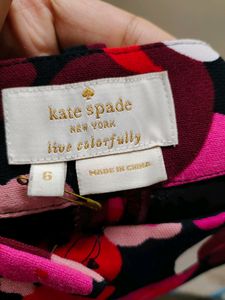 kate spade
NEW YORK
live colorfully
6
MADE IN CHINA